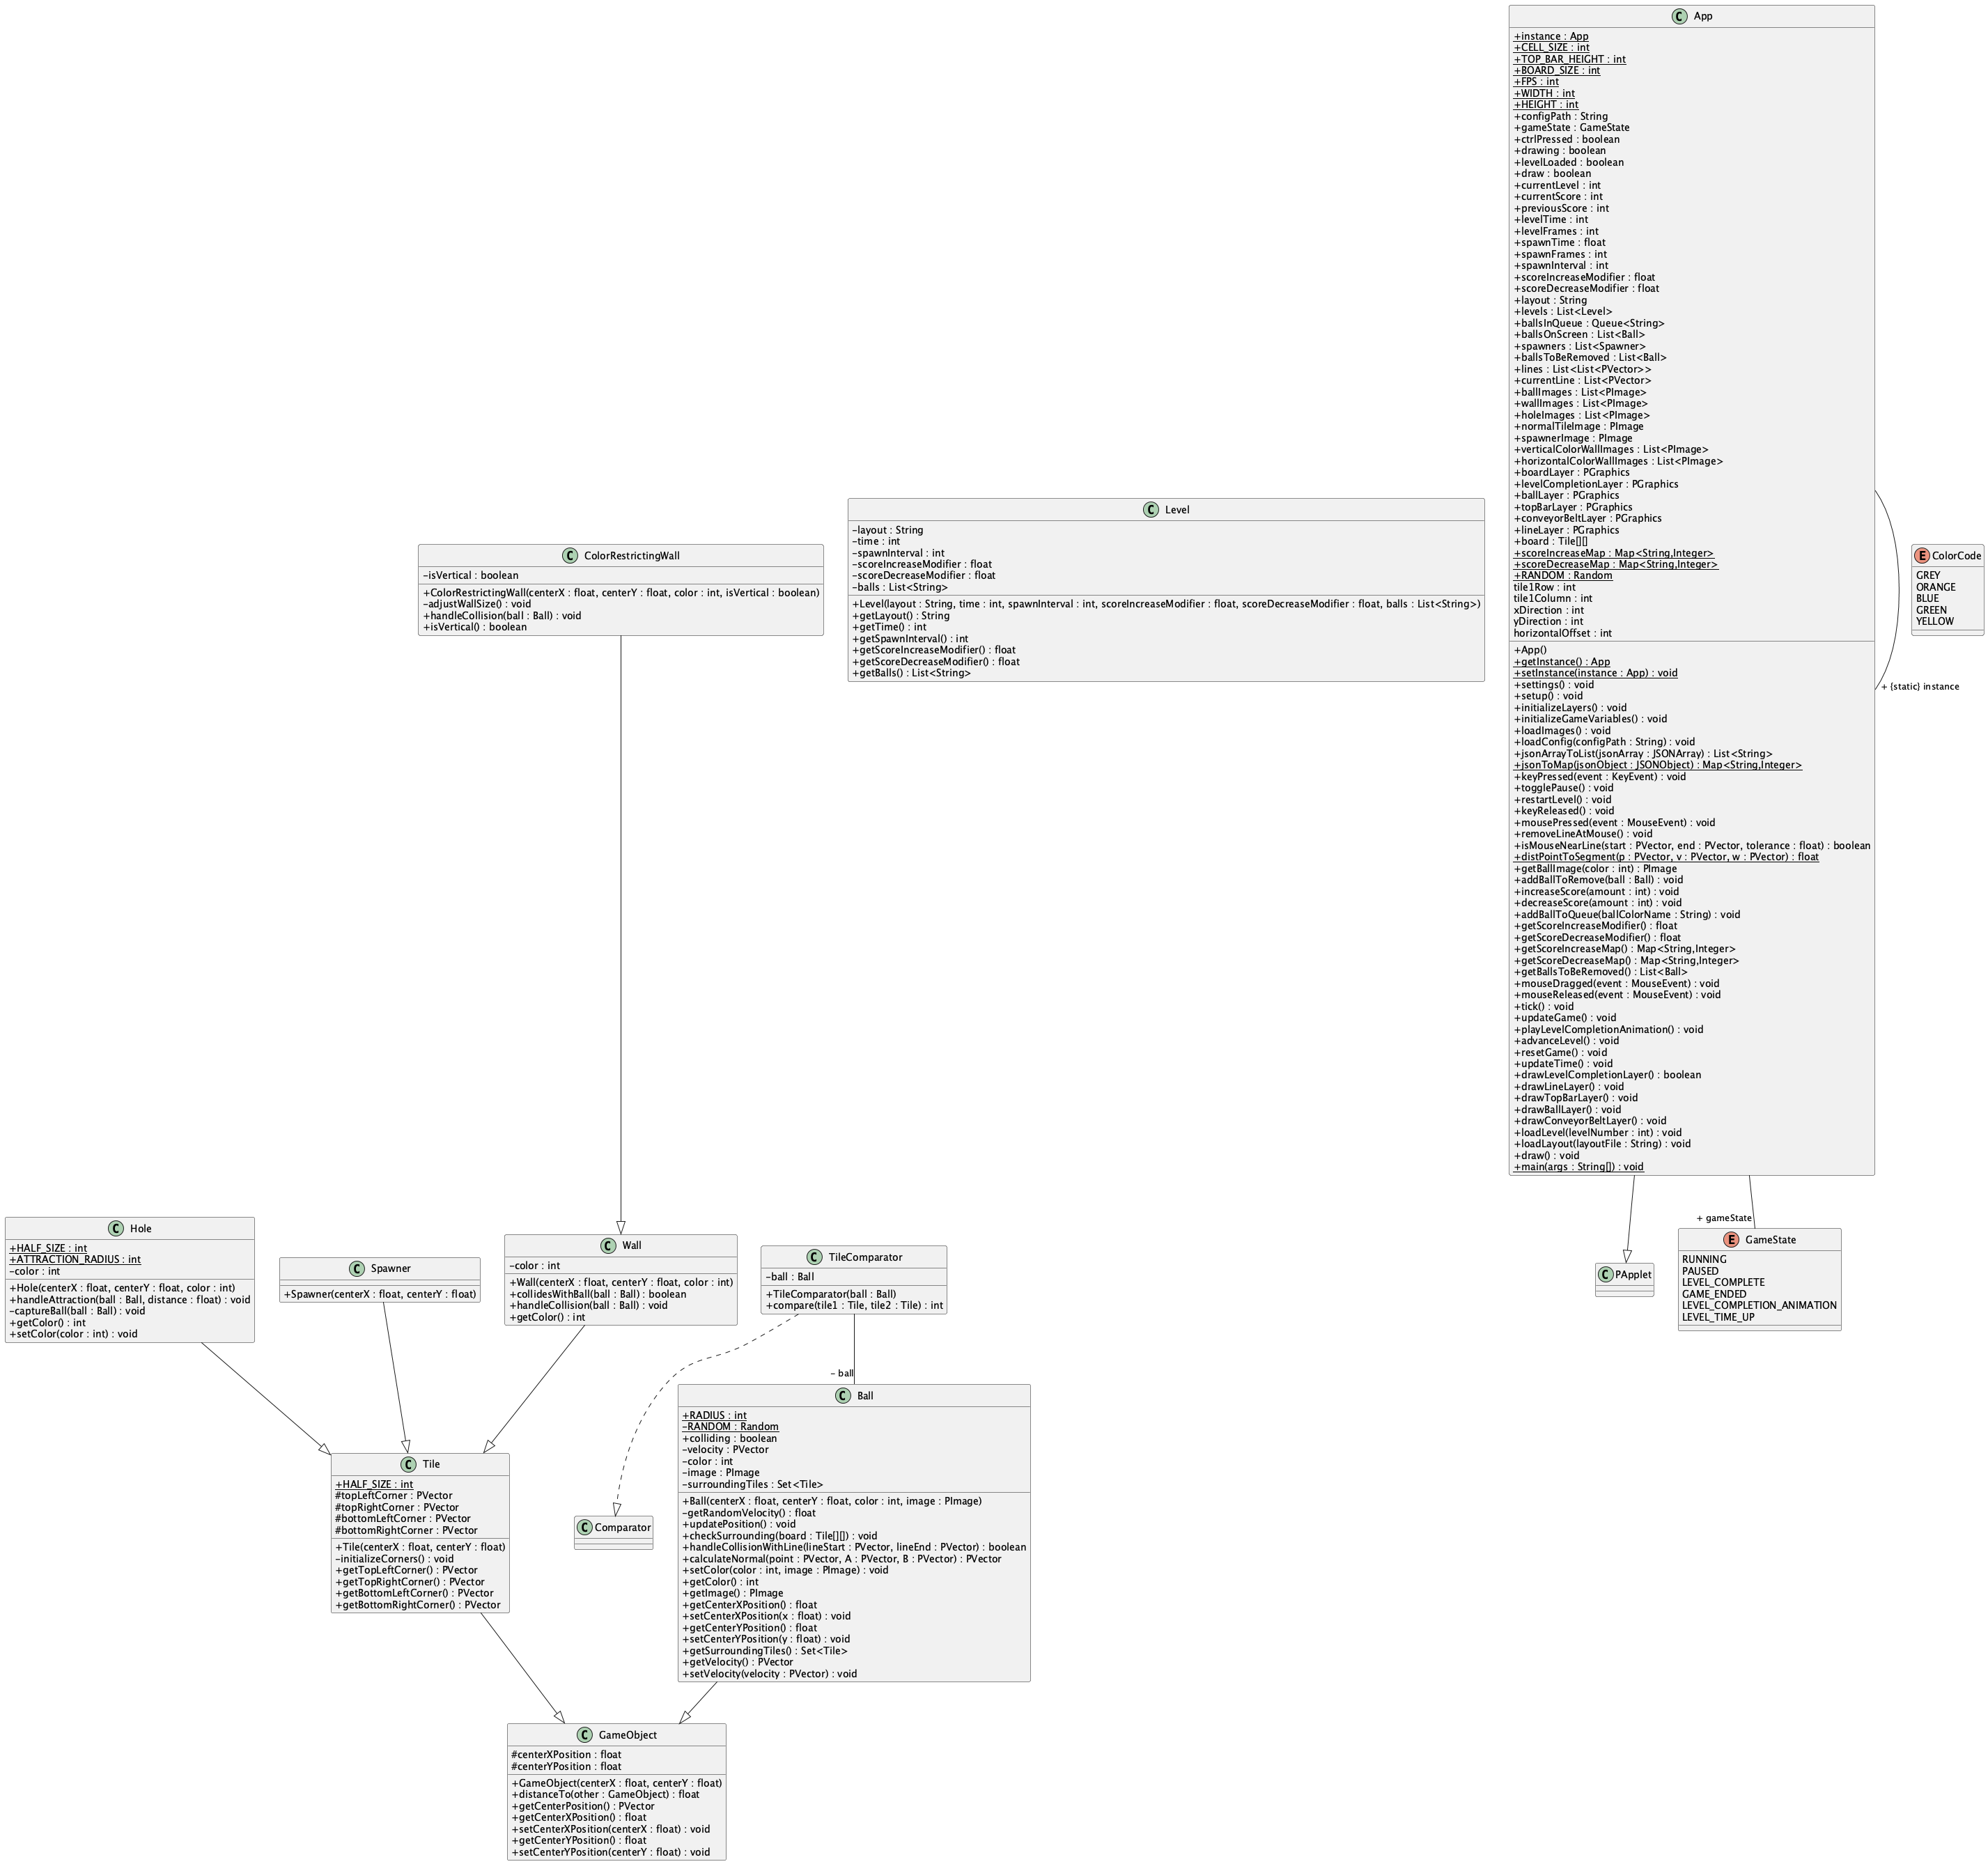 C App
+instance : App
+CELL_SIZE : int
+TOP_BAR_HEIGHT : int
+BOARD_SIZE : int
+FPS : int
+WIDTH : int
+HEIGHT : int
+configPath : String
+gameState : GameState
+ctrlPressed : boolean
+drawing : boolean
+levelLoaded : boolean
+draw : boolean
+currentLevel : int
+currentScore : int
+previousScore : int
+levelTime : int
+levelFrames : int
+spawnTime : float
+spawnFrames : int
+spawnInterval : int
+scoreIncreaseModifier : float
+scoreDecreaseModifier : float
+layout : String
+levels : List<Level>
+ballsInQueue : Queue<String>
+ballsOnScreen : List<Ball>
+spawners : List<Spawner>
+ballsToBeRemoved : List<Ball>
+lines : List<List<PVector>>
+currentLine : List<PVector>
+ballImages : List<PImage>
+wallImages : List<PImage>
+holeImages : List<PImage>
+normalTileImage : PImage
+spawnerImage : PImage
+verticalColorWallImages : List<PImage>
+horizontalColorWallImages : List<PImage>
+boardLayer : PGraphics
+levelCompletionLayer : PGraphics
+ballLayer : PGraphics
+topBarLayer : PGraphics
+conveyorBeltLayer : PGraphics
+lineLayer : PGraphics
+board : Tile[][]
+scoreIncreaseMap : Map<String,Integer>
+scoreDecreaseMap : Map<String,Integer>
+RANDOM : Random
tile1Row : int
tile1Column : int
xDirection : int
yDirection : int
horizontalOffset : int
+App()
+getInstance() : App
+setInstance(instance : App) : void
+settings() : void
+setup() : void
+initializeLayers() : void
+initializeGameVariables() : void
+loadImages() : void
+loadConfig(configPath : String) : void
+jsonArrayToList(jsonArray : JSONArray) : List<String>
+jsonToMap(jsonObject : JSONObject) : Map<String,Integer>
+keyPressed(event : KeyEvent) : void
+togglePause() : void
+restartLevel() : void
+keyReleased() : void
+mousePressed(event : MouseEvent) : void
+removeLineAtMouse() : void
+isMouseNearLine(start : PVector, end : PVector, tolerance : float) : boolean
+distPointToSegment(p : PVector, v : PVector, w : PVector) : float
+getBallImage(color : int) : PImage
+addBallToRemove(ball : Ball) : void
+increaseScore(amount : int) : void
+decreaseScore(amount : int) : void
+addBallToQueue(ballColorName : String) : void
+getScoreIncreaseModifier() : float
+getScoreDecreaseModifier() : float
+getScoreIncreaseMap() : Map<String,Integer>
+getScoreDecreaseMap() : Map<String,Integer>
+getBallsToBeRemoved() : List<Ball>
+mouseDragged(event : MouseEvent) : void
+mouseReleased(event : MouseEvent) : void
+tick() : void
+updateGame() : void
+playLevelCompletionAnimation() : void
+advanceLevel() : void
+resetGame() : void
+updateTime() : void
+drawLevelCompletionLayer() : boolean
+drawLineLayer() : void
+drawTopBarLayer() : void
+drawBallLayer() : void
+drawConveyorBeltLayer() : void
+loadLevel(levelNumber : int) : void
+loadLayout(layoutFile : String) : void
+draw() : void
+main(args : String[]) : void
+ {static} instance
E ColorCode
GREY
ORANGE
BLUE
GREEN
YELLOW
C Level
-layout : String
-time : int
-spawnInterval : int
-scoreIncreaseModifier : float
-scoreDecreaseModifier : float
-balls : List<String>
+Level(layout : String, time : int, spawnInterval : int, scoreIncreaseModifier : float, scoreDecreaseModifier : float, balls : List<String>)
+getLayout() : String
+getTime() : int
+getSpawnInterval() : int
+getScoreIncreaseModifier() : float
+getScoreDecreaseModifier() : float
+getBalls() : List<String>
C ColorRestrictingWall
-isVertical : boolean
+ColorRestrictingWall(centerX : float, centerY : float, color : int, isVertical : boolean)
-adjustWallSize() : void
+handleCollision(ball : Ball) : void
+isVertical() : boolean
C Hole
+HALF_SIZE : int
+ATTRACTION_RADIUS : int
-color : int
+Hole(centerX : float, centerY : float, color : int)
+handleAttraction(ball : Ball, distance : float) : void
-captureBall(ball : Ball) : void
+getColor() : int
+setColor(color : int) : void
C Spawner
+Spawner(centerX : float, centerY : float)
C Wall
-color : int
+Wall(centerX : float, centerY : float, color : int)
+collidesWithBall(ball : Ball) : boolean
+handleCollision(ball : Ball) : void
+getColor() : int
C TileComparator
-ball : Ball
+TileComparator(ball : Ball)
+compare(tile1 : Tile, tile2 : Tile) : int
- ball
C PApplet
+ gameState
E GameState
RUNNING
PAUSED
LEVEL_COMPLETE
GAME_ENDED
LEVEL_COMPLETION_ANIMATION
LEVEL_TIME_UP
C Tile
+HALF_SIZE : int
#topLeftCorner : PVector
#topRightCorner : PVector
#bottomLeftCorner : PVector
#bottomRightCorner : PVector
+Tile(centerX : float, centerY : float)
-initializeCorners() : void
+getTopLeftCorner() : PVector
+getTopRightCorner() : PVector
+getBottomLeftCorner() : PVector
+getBottomRightCorner() : PVector
C Comparator
C Ball
+RADIUS : int
-RANDOM : Random
+colliding : boolean
-velocity : PVector
-color : int
-image : PImage
-surroundingTiles : Set<Tile>
+Ball(centerX : float, centerY : float, color : int, image : PImage)
-getRandomVelocity() : float
+updatePosition() : void
+checkSurrounding(board : Tile[][]) : void
+handleCollisionWithLine(lineStart : PVector, lineEnd : PVector) : boolean
+calculateNormal(point : PVector, A : PVector, B : PVector) : PVector
+setColor(color : int, image : PImage) : void
+getColor() : int
+getImage() : PImage
+getCenterXPosition() : float
+setCenterXPosition(x : float) : void
+getCenterYPosition() : float
+setCenterYPosition(y : float) : void
+getSurroundingTiles() : Set<Tile>
+getVelocity() : PVector
+setVelocity(velocity : PVector) : void
C GameObject
#centerXPosition : float
#centerYPosition : float
+GameObject(centerX : float, centerY : float)
+distanceTo(other : GameObject) : float
+getCenterPosition() : PVector
+getCenterXPosition() : float
+setCenterXPosition(centerX : float) : void
+getCenterYPosition() : float
+setCenterYPosition(centerY : float) : void